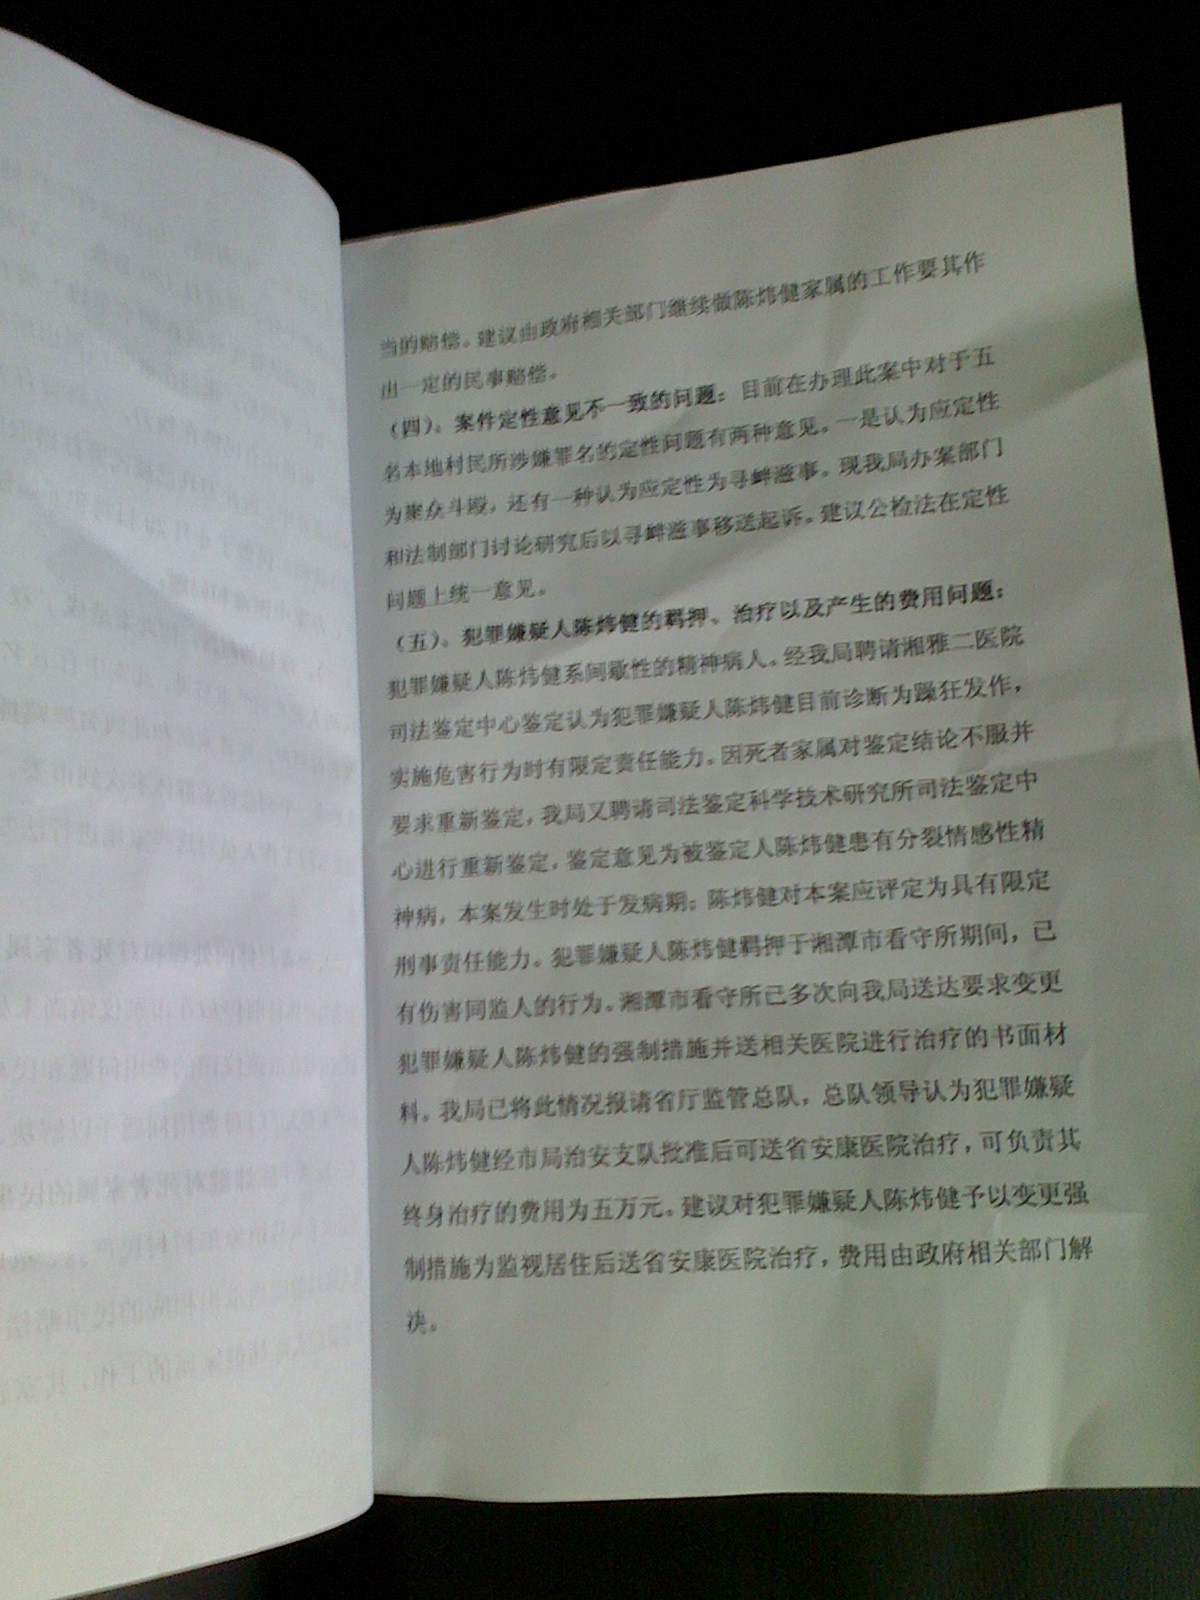 当的赔偿。建议由政府相关部门继续做陈炜健家属的工作要其作
出一定的民事赔偿。
（四）、案件定性意见不一致的问题：目前在办理此案中对于五
名本地村民所涉嫌罪名的定性问题有两种意见。一是认为应定性
为聚众斗殴，还有一种认为应定性为寻衅滋事。现我局办案部门
和法制部门讨论研究后以寻衅滋事移送起诉。建议公检法在定性
问题上统一意见。
（五）、犯罪嫌疑人陈炜健的羁押、治疗以及产生的费用问题：
犯罪嫌疑人陈炜健系间歇性的精神病人。经我局聘请湘雅二医院
司法鉴定中心鉴定认为犯罪嫌疑人陈炜健目前诊断为躁狂发作，
实施危害行为时有限定责任能力。因死者家属对鉴定结论不服并
要求重新鉴定，我局又聘请司法鉴定科学技术研究所司法鉴定中
心进行重新鉴定，鉴定意见为被鉴定人陈炜健患有分裂情感性精
神病，本案发生时处于发病期；陈炜健对本案应评定为具有限定
刑事责任能力。犯罪嫌疑人陈炜健羁押于湘潭市看守所期间，已
有伤害同监人的行为。湘潭市看守所已多次向我局送达要求变更
犯罪嫌疑人陈炜健的强制措施并送相关医院进行治疗的书面材
料。我局已将此情况报请省厅监管总队，总队领导认为犯罪嫌疑
人陈炜健经市局治安支队批准后可送省安康医院治疗，可负责其
终身治疗的费用为五万元。建议对犯罪嫌疑人陈炜健予以变更强
制措施为监视居住后送省安康医院治疗，费用由政府相关部门解
决。